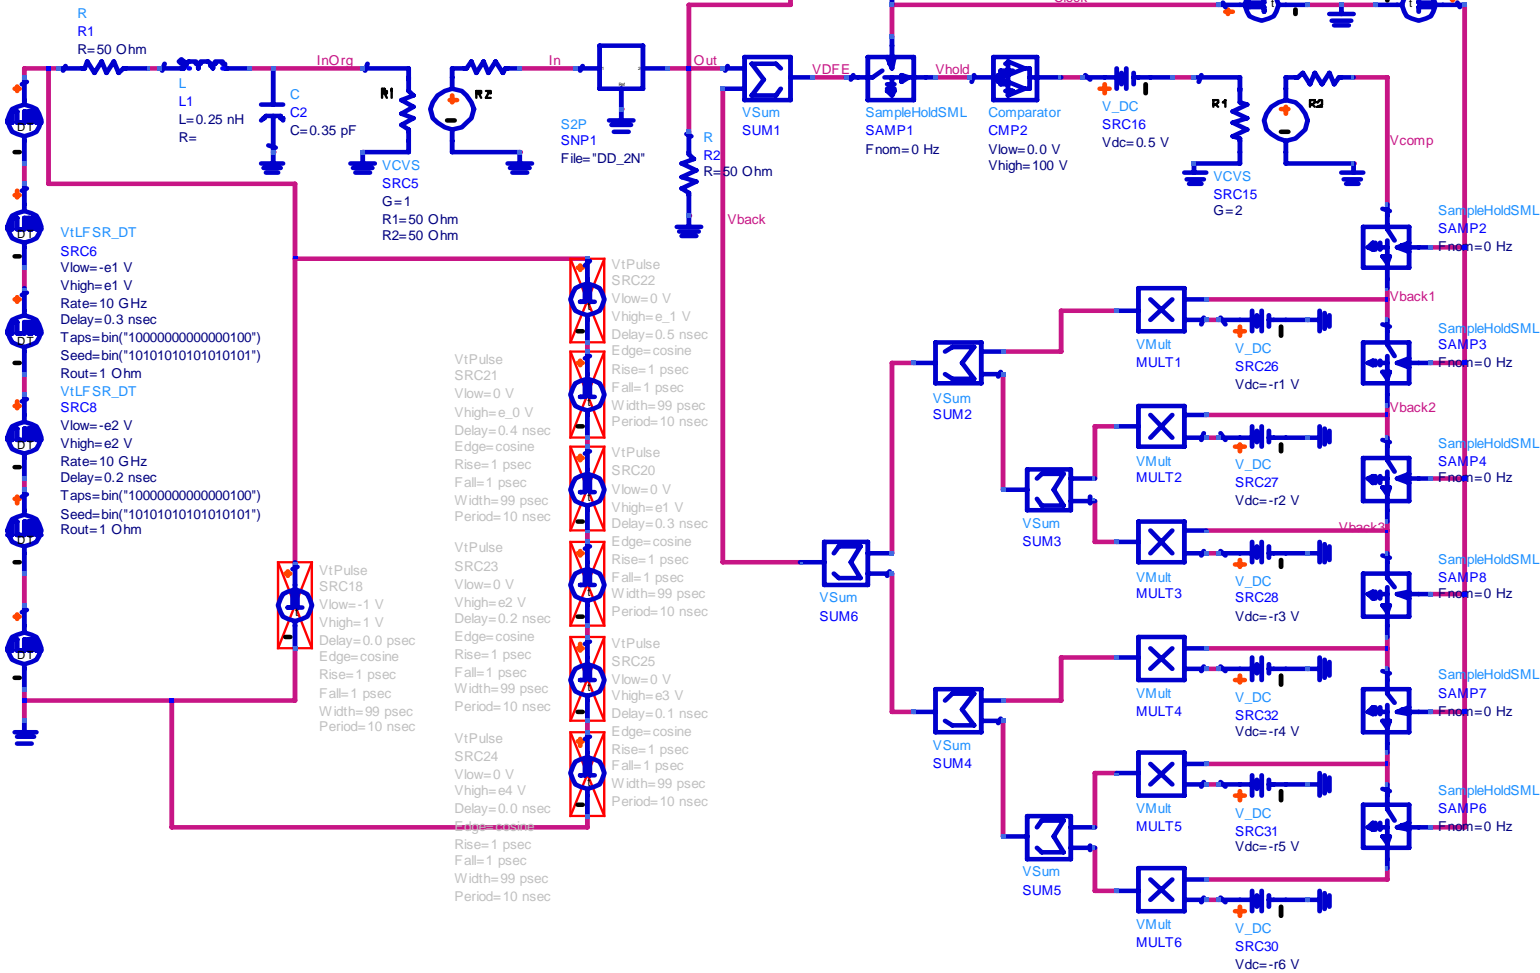 Clock
R
R1
R=50 Ohm
L
L1
L=0.25 nH
R=
InOrg
C
C2
C=0.35 pF
R1
VCVS
SRC5
G=1
R1=50 Ohm
R2=50 Ohm
R2
In
S2P
SNP1
File="DD_2N"
Out
R
R2
R=50 Ohm
Vback
VSum
SUM1
VDFE
SampleHoldSML
SAMP1
Fnom=0 Hz
Vhold
Comparator
CMP2
Vlow=0.0 V
Vhigh=100 V
V_DC
SRC16
Vdc=0.5 V
R1
VCVS
SRC15
G=2
R2
Vcomp
VtLFSR_DT
SRC6
Vlow=-e1 V
Vhigh=e1 V
Rate=10 GHz
Delay=0.3 nsec
Taps=bin("10000000000000100")
Seed=bin("10101010101010101")
Rout=1 Ohm
VtLFSR_DT
SRC8
Vlow=-e2 V
Vhigh=e2 V
Rate=10 GHz
Delay=0.2 nsec
Taps=bin("10000000000000100")
Seed=bin("10101010101010101")
Rout=1 Ohm
DT
DT
DT
DT
DT
DT
VtPulse
SRC18
Vlow=-1 V
Vhigh=1 V
Delay=0.0 psec
Edge=cosine
Rise=1 psec
Fall=1 psec
Width=99 psec
Period=10 nsec
VtPulse
SRC22
Vlow=0 V
Vhigh=e_1 V
Delay=0.5 nsec
Edge=cosine
Rise=1 psec
Fall=1 psec
Width=99 psec
Period=10 nsec
VtPulse
SRC21
Vlow=0 V
Vhigh=e_0 V
Delay=0.4 nsec
Edge=cosine
Rise=1 psec
Fall=1 psec
Width=99 psec
Period=10 nsec
VtPulse
SRC20
Vlow=0 V
Vhigh=e1 V
Delay=0.3 nsec
Edge=cosine
Rise=1 psec
Fall=1 psec
Width=99 psec
Period=10 nsec
VtPulse
SRC23
Vlow=0 V
Vhigh=e2 V
Delay=0.2 nsec
Edge=cosine
Rise=1 psec
Fall=1 psec
Width=99 psec
Period=10 nsec
VtPulse
SRC25
Vlow=0 V
Vhigh=e3 V
Delay=0.1 nsec
Edge=cosine
Rise=1 psec
Fall=1 psec
Width=99 psec
Period=10 nsec
VtPulse
SRC24
Vlow=0 V
Vhigh=e4 V
Delay=0.0 nsec
Edge=cosine
Rise=1 psec
Fall=1 psec
Width=99 psec
Period=10 nsec
VSum
SUM6
VSum
SUM2
VSum
SUM3
VSum
SUM4
VSum
SUM5
VMult
MULT1
V_DC
SRC26
Vdc=-r1 V
VMult
MULT2
V_DC
SRC27
Vdc=-r2 V
VMult
MULT3
V_DC
SRC28
Vdc=-r3 V
VMult
MULT4
V_DC
SRC32
Vdc=-r4 V
VMult
MULT5
V_DC
SRC31
Vdc=-r5 V
VMult
MULT6
V_DC
SRC30
Vdc=-r6 V
SampleHoldSML
SAMP2
Fnom=0 Hz
Vback1
SampleHoldSML
SAMP3
Fnom=0 Hz
Vback2
SampleHoldSML
SAMP4
Fnom=0 Hz
Vback3
SampleHoldSML
SAMP8
Fnom=0 Hz
SampleHoldSML
SAMP7
Fnom=0 Hz
SampleHoldSML
SAMP6
Fnom=0 Hz